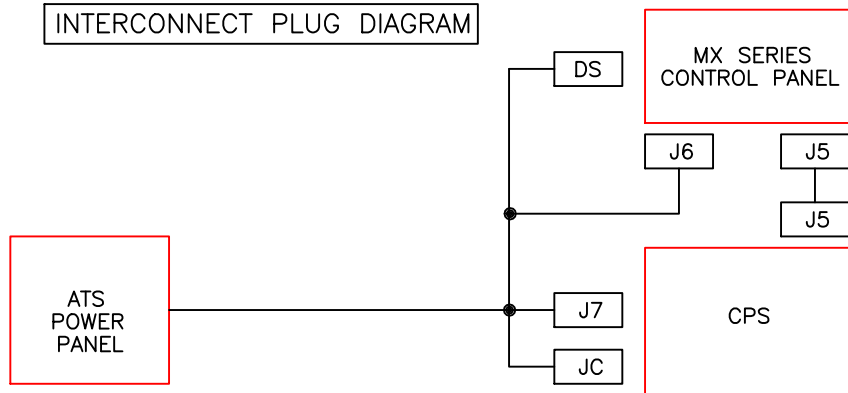 INTERCONNECT PLUG DIAGRAM
DS
MX SERIES
CONTROL PANEL
J6
J5
J5
ATS
POWER
PANEL
J7
CPS
JC